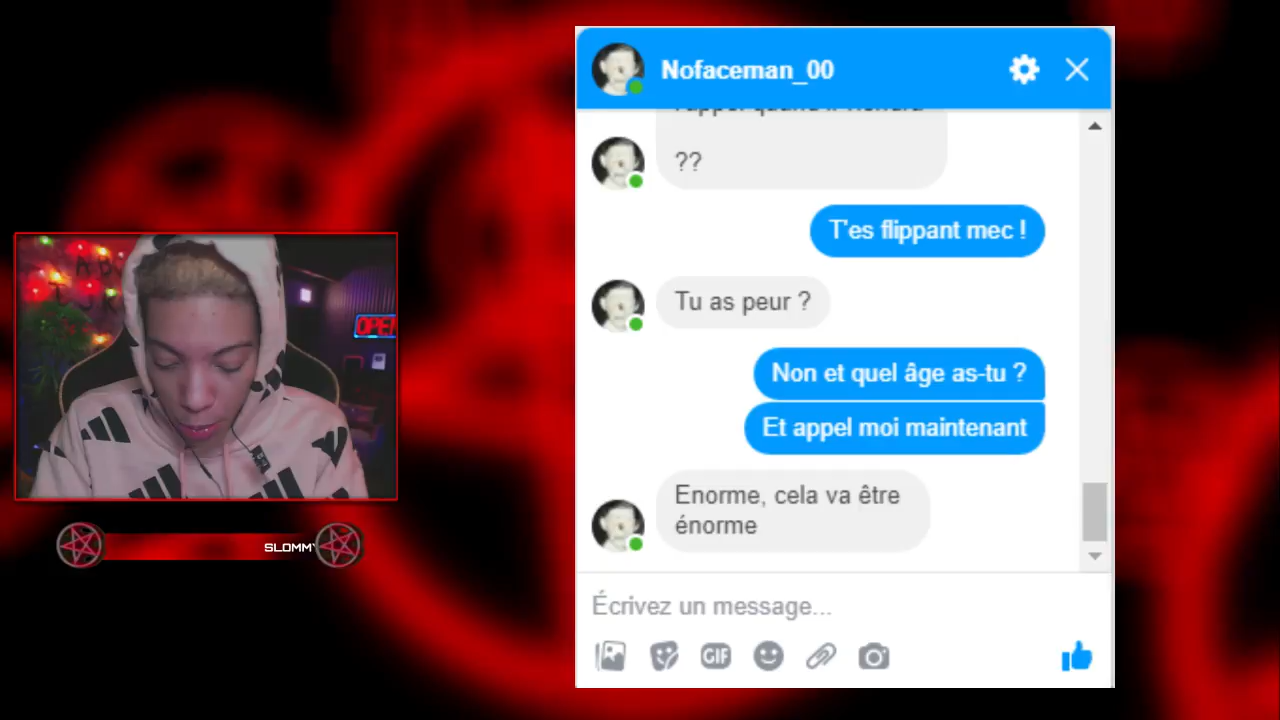 Nofaceman_00
??
T'es flippant mec !
Tu as peur ?
Non et quel âge as-tu ?
Et appel moi maintenant
Enorme, cela va être
énorme
Écrivez un message...
GIF
OPEN
SLOMM